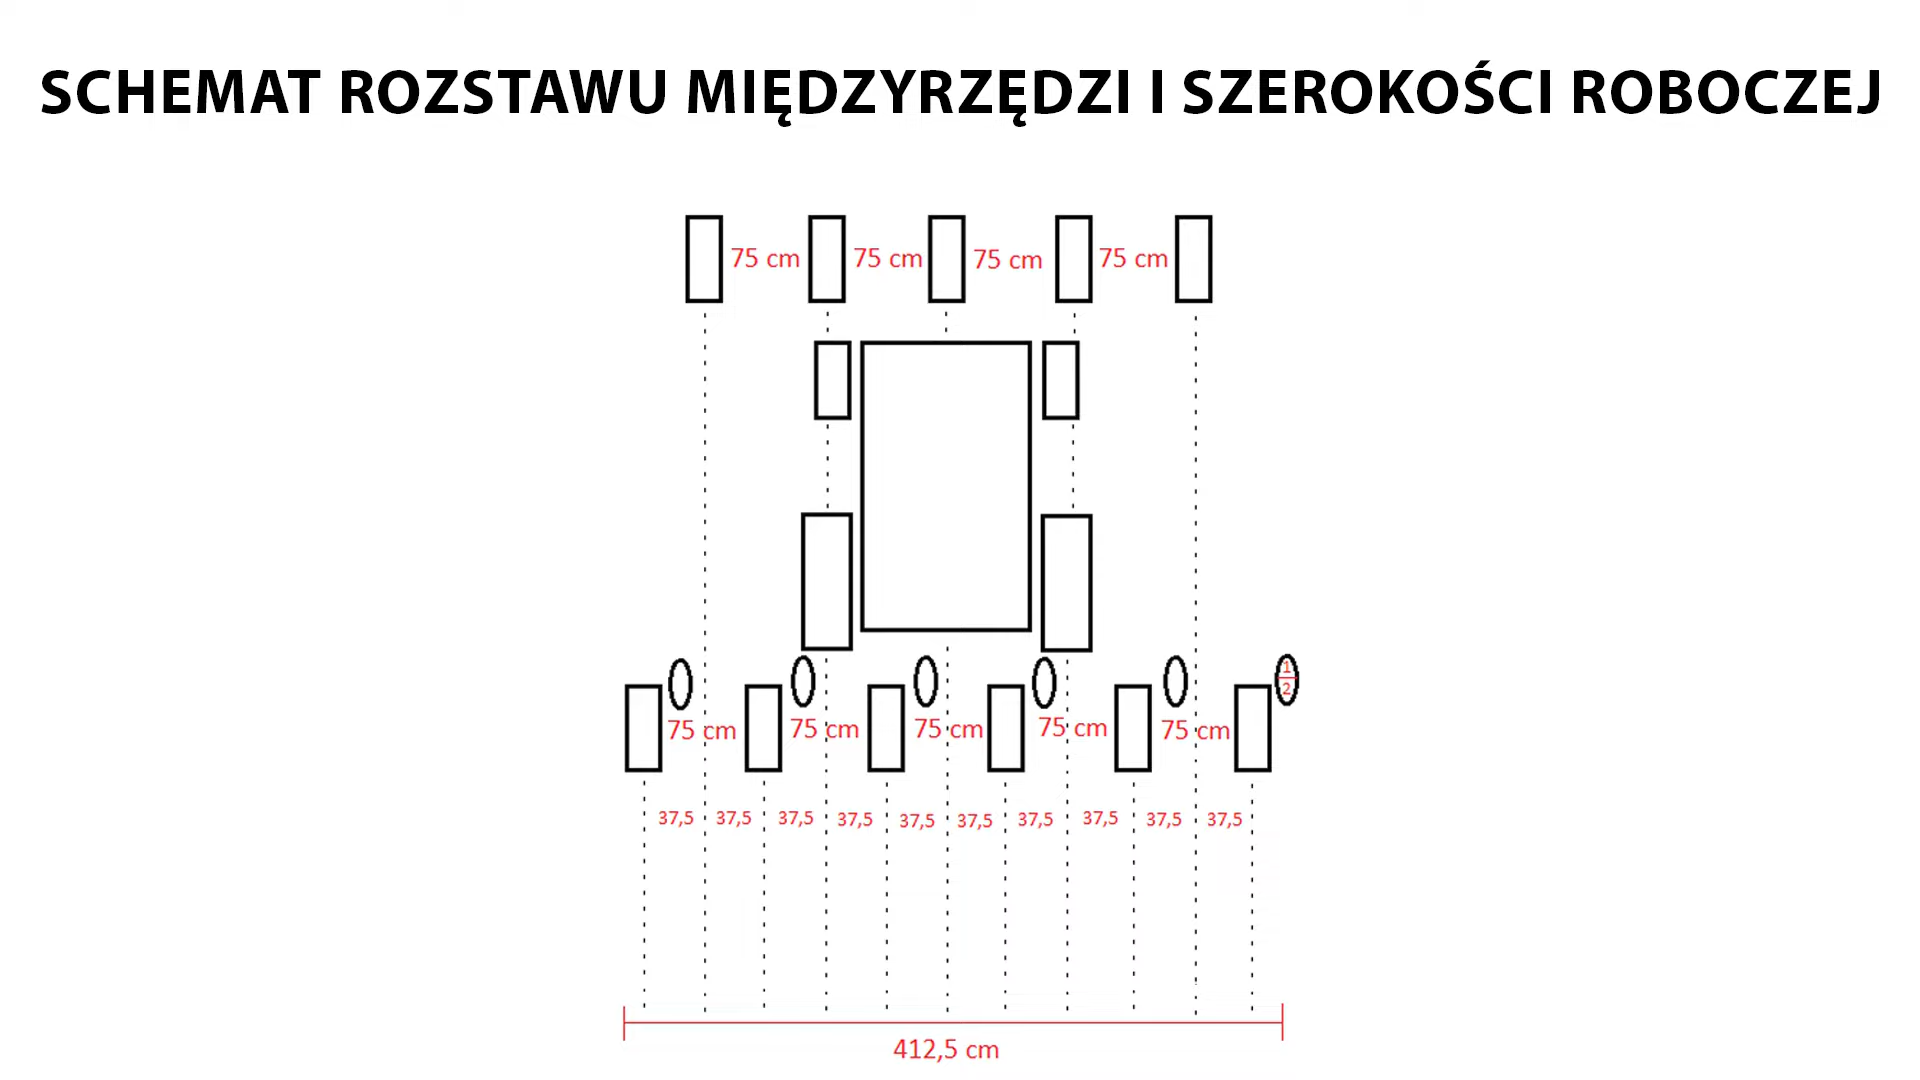 SCHEMAT ROZSTAWU MIĘDZYRZĘDZI I SZEROKOŚCI ROBOCZEJ
75 cm 75 cm 75 cm 75 cm
1
2
75 cm 75 cm 75 cm 75 cm 75 cm
37,5 37,5 37,5 37,5 37,5 37,5 37,5 37,5 37,5 37,5
412,5 cm